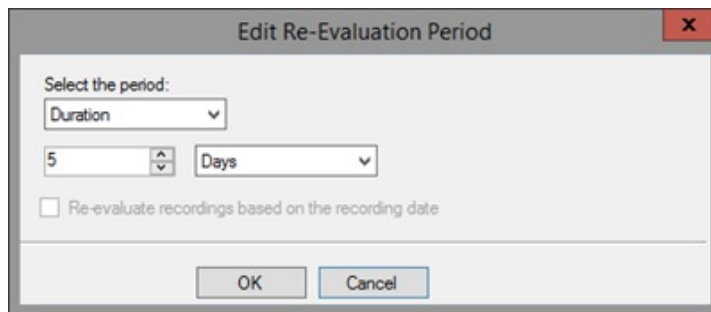 Edit Re-Evaluation Period
x
Select the period:
Duration
5 Days
Re-evaluate recordings based on the recording date
OK Cancel